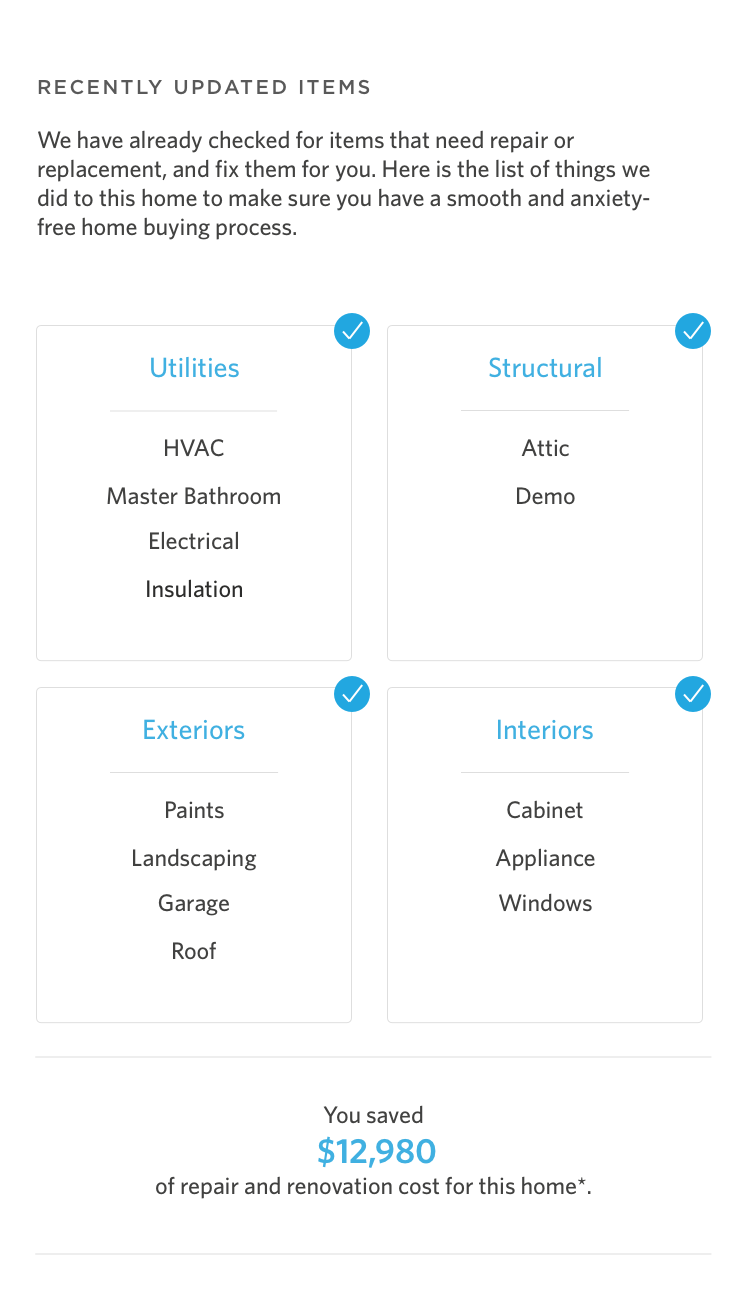 RECENTLY UPDATED ITEMS
We have already checked for items that need repair or
replacement, and fix them for you. Here is the list of things we
did to this home to make sure you have a smooth and anxiety-
free home buying process.
Utilities
HVAC
Master Bathroom
Electrical
Insulation
Structural
Attic
Demo
Exteriors
Paints
Landscaping
Garage
Roof
Interiors
Cabinet
Appliance
Windows
You saved
$12,980
of repair and renovation cost for this home*.